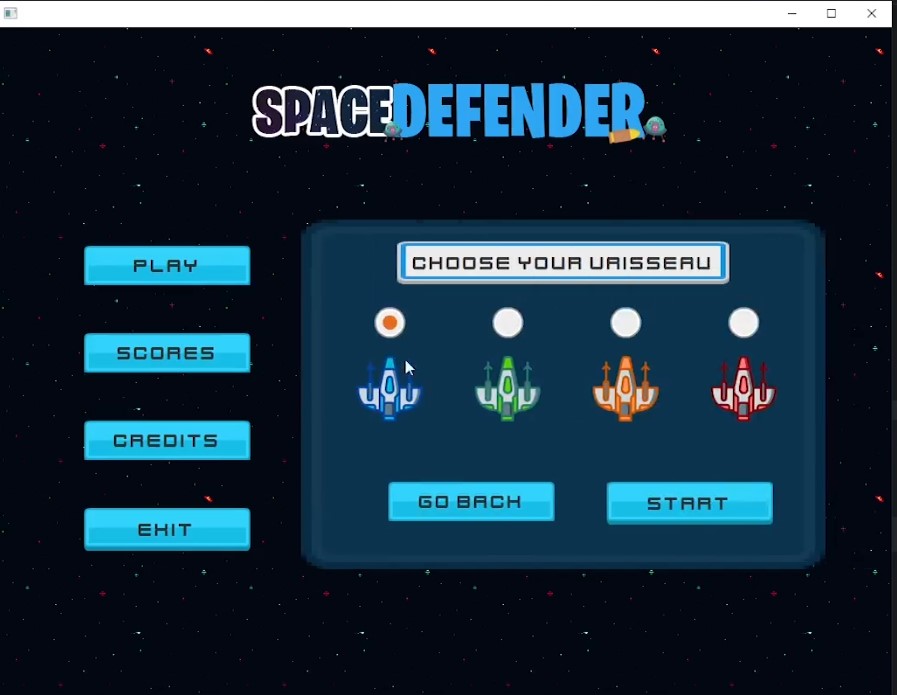 SPACEDEFENDER
PLAY
SCORES
CREDITS
EXIT
CHOOSE YOUR VAISSEAU
GO BACK
START